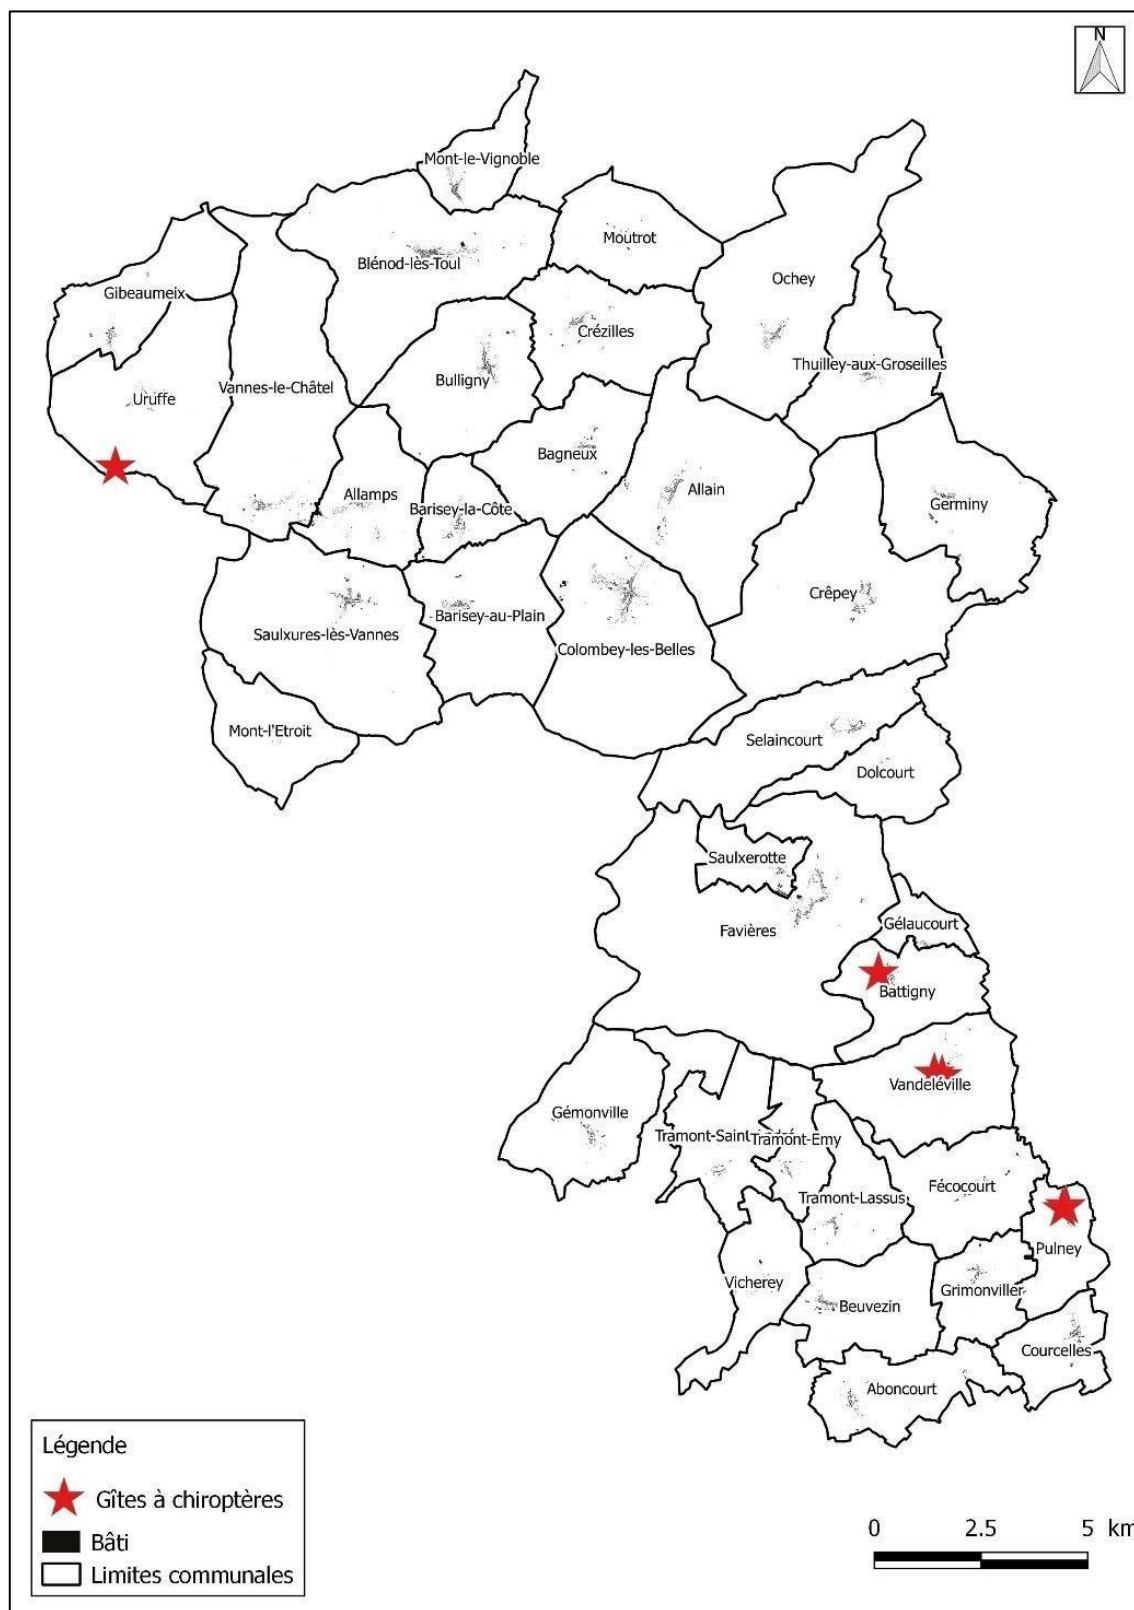 N
Mont-le-Vignoble
Moutrot
Blénod-lès-Toul
Ochey
Gibeaumeix
Crézilles
Thuilley-aux-Groseilles
Bulligny
Vannes-le-Châtel
Uruffe
Bagneux
Allain
Allamps
Barisey-la-Côte
Germiny
Crêpey
Barisey-au-Plain
Saulxures-lès-Vannes
Colombey-les-Belles
Mont-l'Etroit
Selaincourt
Dolcourt
Saulxerotte
Gélaucourt
Favières
Battigny
Vandeléville
Gémonville
Tramont-Saint
Tramont-Emy
Fécocourt
Tramont-Lassus
Pulney
Vicherey
Grimonviller
Beuvezin
Courcelles
Aboncourt
Légende
Gîtes à chiroptères
Bâti
Limites communales
0 2.5 5 km